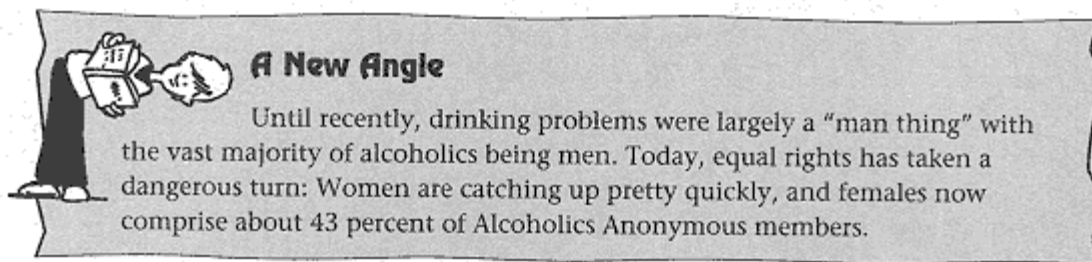 A New Angle
Until recently, drinking problems were largely a “man thing” with
the vast majority of alcoholics being men. Today, equal rights has taken a
dangerous turn: Women are catching up pretty quickly, and females now
comprise about 43 percent of Alcoholics Anonymous members.